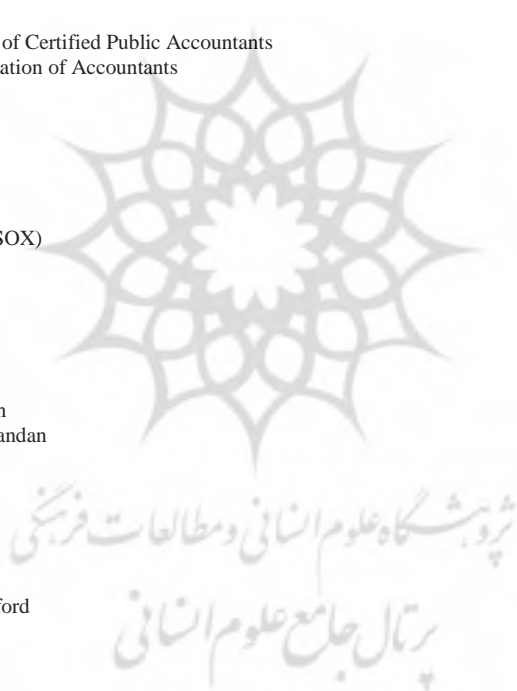 of Certified Public Accountants
ation of Accountants
SOX)
n
andan
پژوهشگاه علوم انسانی و مطالعات فرهنگی
ford
پرتال جامع علوم انسانی